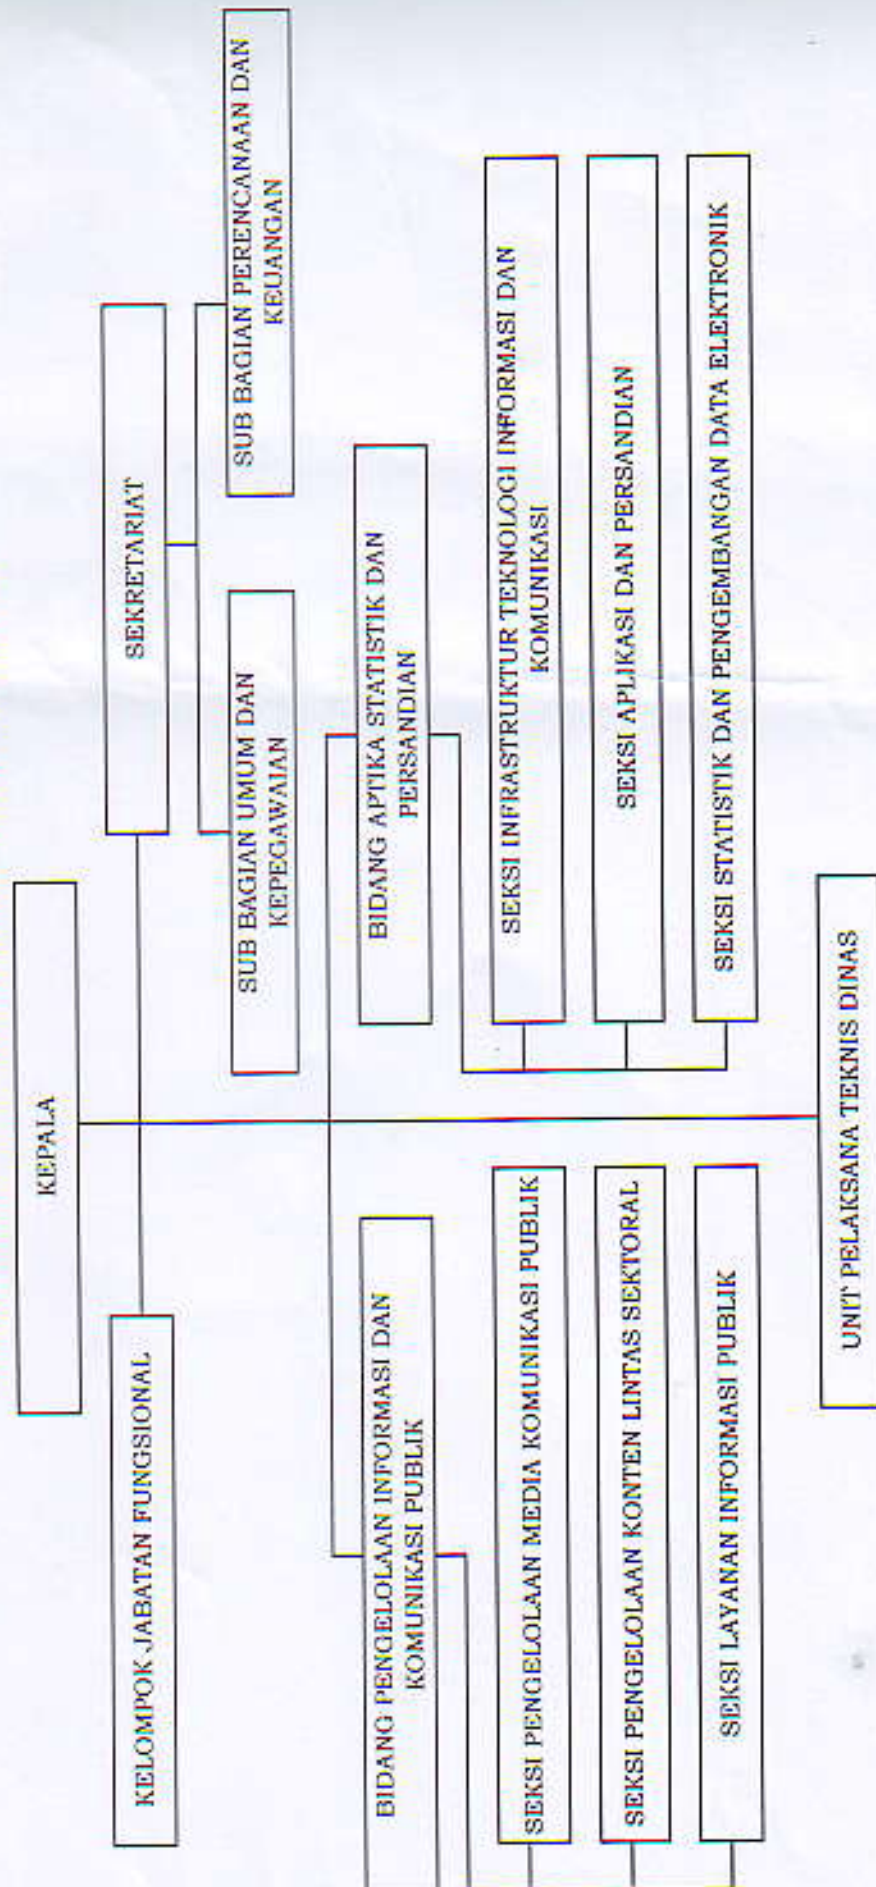 KEPALA
KELOMPOK JABATAN FUNGSIONAL
SEKRETARIAT
SUB BAGIAN UMUM DAN
KEPEGAWAIAN
SUB BAGIAN PERENCANAAN DAN
KEUANGAN
BIDANG PENGELOLAAN INFORMASI DAN
KOMUNIKASI PUBLIK
BIDANG APTIKA STATISTIK DAN
PERSANDIAN
SEKSI PENGELOLAAN MEDIA KOMUNIKASI PUBLIK
SEKSI PENGELOLAAN KONTEN LINTAS SEKTORAL
SEKSI LAYANAN INFORMASI PUBLIK
SEKSI INFRASTRUKTUR TEKNOLOGI INFORMASI DAN
KOMUNIKASI
SEKSI APLIKASI DAN PERSANDIAN
SEKSI STATISTIK DAN PENGEMBANGAN DATA ELEKTRONIK
UNIT PELAKSANA TEKNIS DINAS